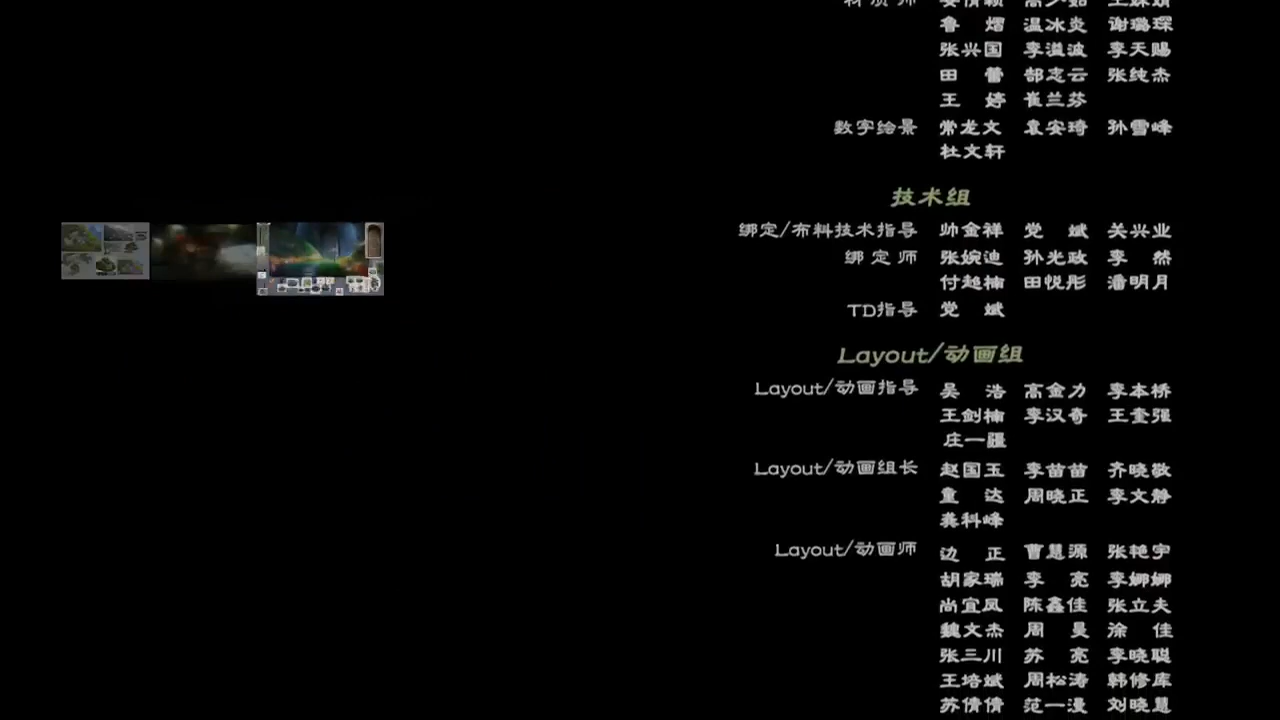 鲁 熠 温冰炎 谢璐琛
张兴国 李溢波 李天赐
田 蕾 郜志云 张纯杰
王 婷 崔兰芬
数字绘景 常龙文 袁安琦 孙雪峰
杜文轩
技术组
绑定/布料技术指导 帅金祥 党 斌 关兴业
绑定师 张婉迪 孙光政 李 然
付超楠 田悦彤 潘明月
TD指导 党 斌
Layout/动画组
Layout/动画指导 吴 浩 高金力 李本桥
王剑楠 李汉奇 王奎强
庄一疆
Layout/动画组长 赵国玉 李苗苗 齐晓敬
童 达 周晓正 李文静
龚科峰
Layout/动画师 边 正 曹慧源 张艳宇
胡家瑞 李 亮 李娜娜
尚宜凤 陈鑫佳 张立夫
魏文杰 周 昊 涂 佳
张三川 苏 亮 李晓聪
王培斌 周松涛 韩修库
苏倩倩 范一漫 刘晓慧